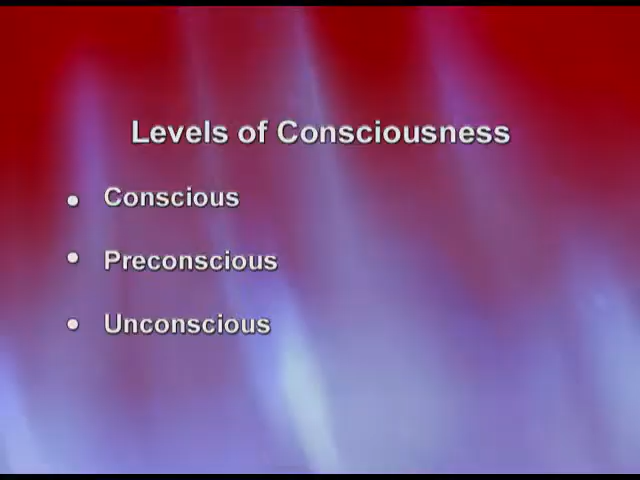 Levels of Consciousness
• Conscious
• Preconscious
• Unconscious